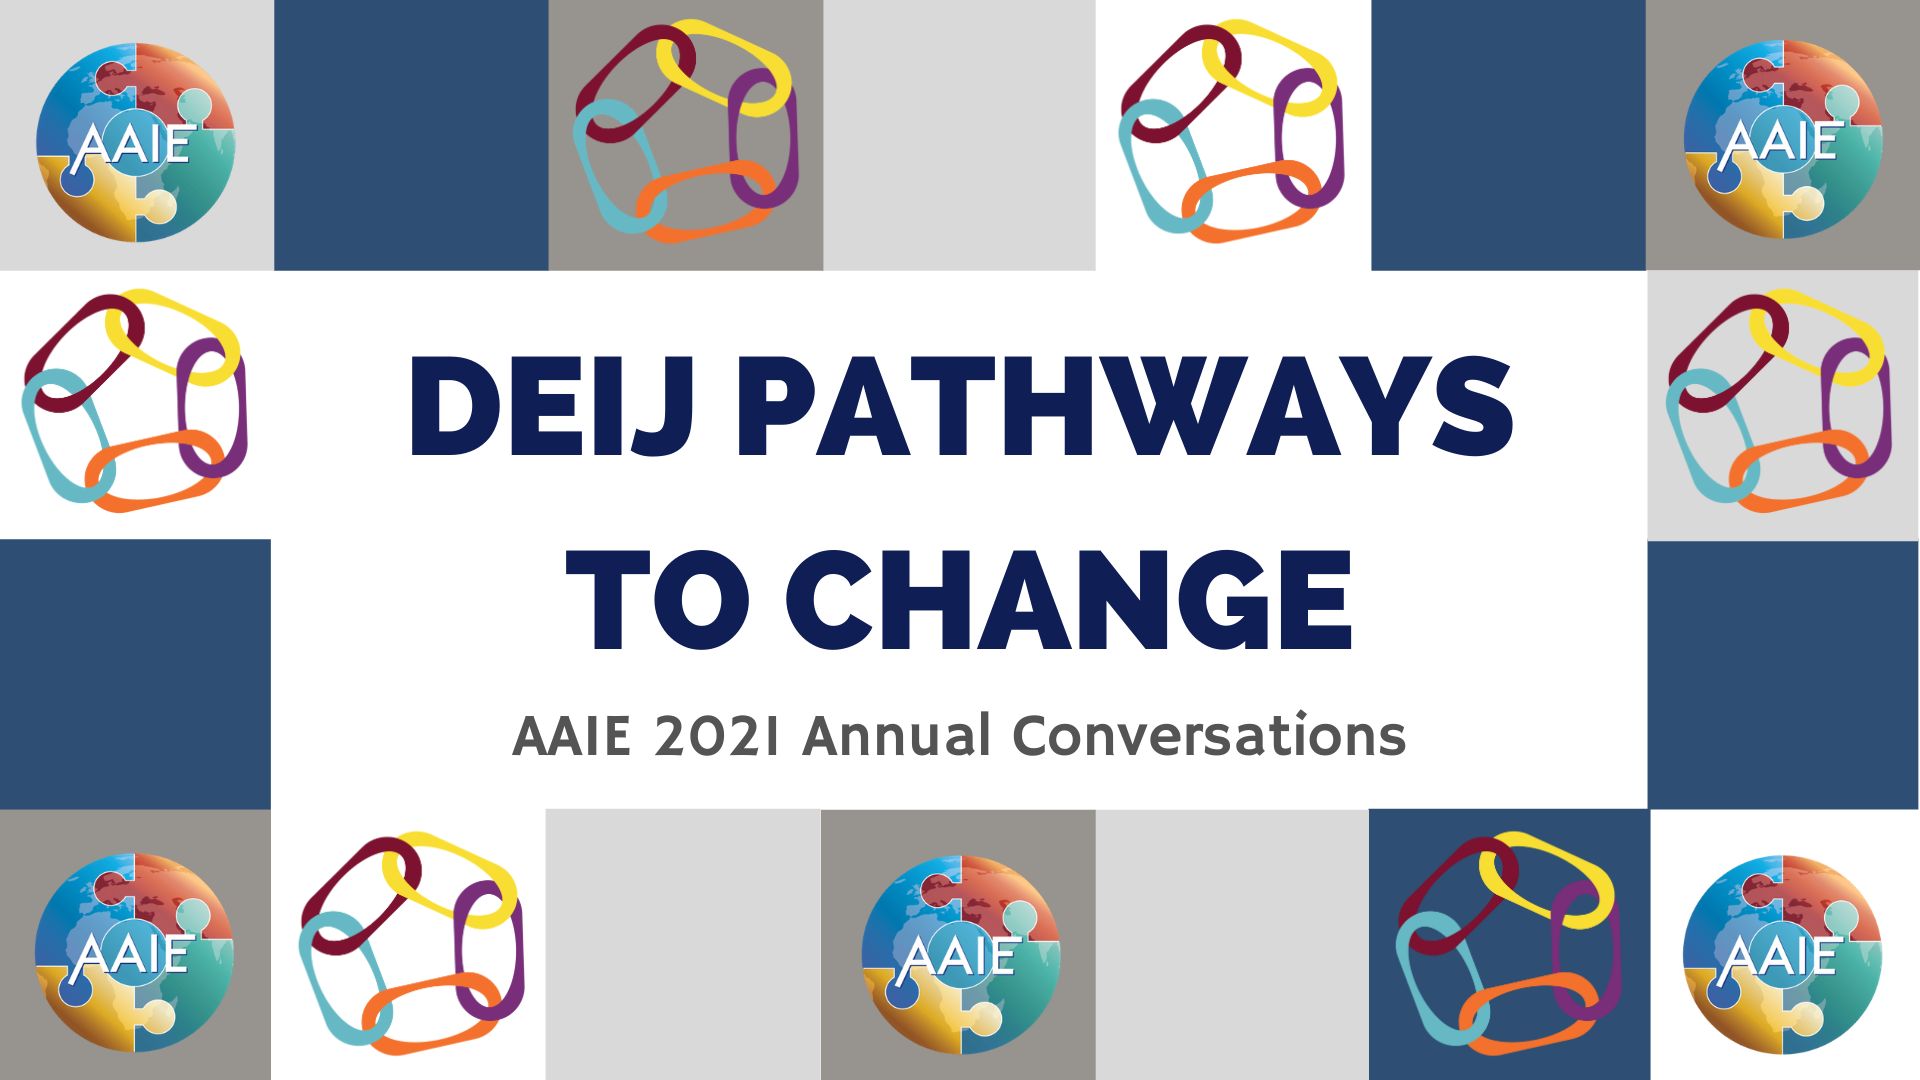 AAIE
AAIE
DEIJ PATHWAYS
TO CHANGE
AAIE 2021 Annual Conversations
AAIE
AAIE
AAIE